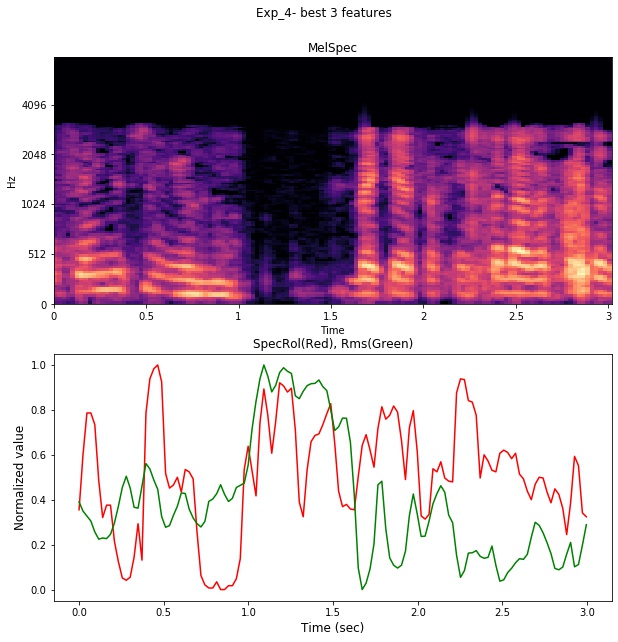 Exp_4- best 3 features
MelSpec
4096
2048
1024
512
0
Hz
0 0.5 1 1.5 2 2.5 3
Time
SpecRol(Red), Rms(Green)
1.0
0.8
0.6
0.4
0.2
0.0
Normalized value
0.0 0.5 1.0 1.5 2.0 2.5 3.0
Time (sec)